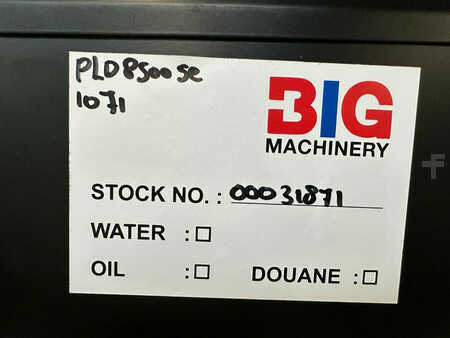 PLD8500SE
1071
BIG
MACHINERY
STOCK NO. : 00031871
WATER : ☐
OIL : ☐ DOUANE : ☐